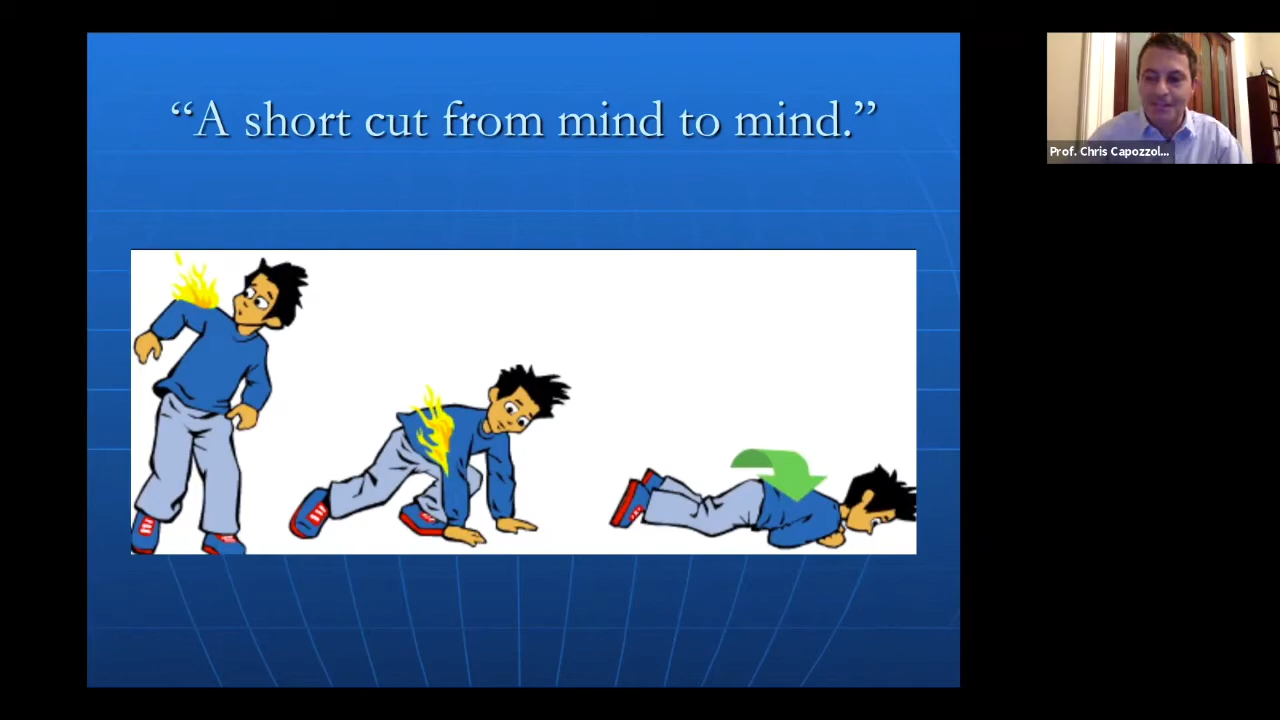 “A short cut from mind to mind.”
Prof. Chris Capozzol...